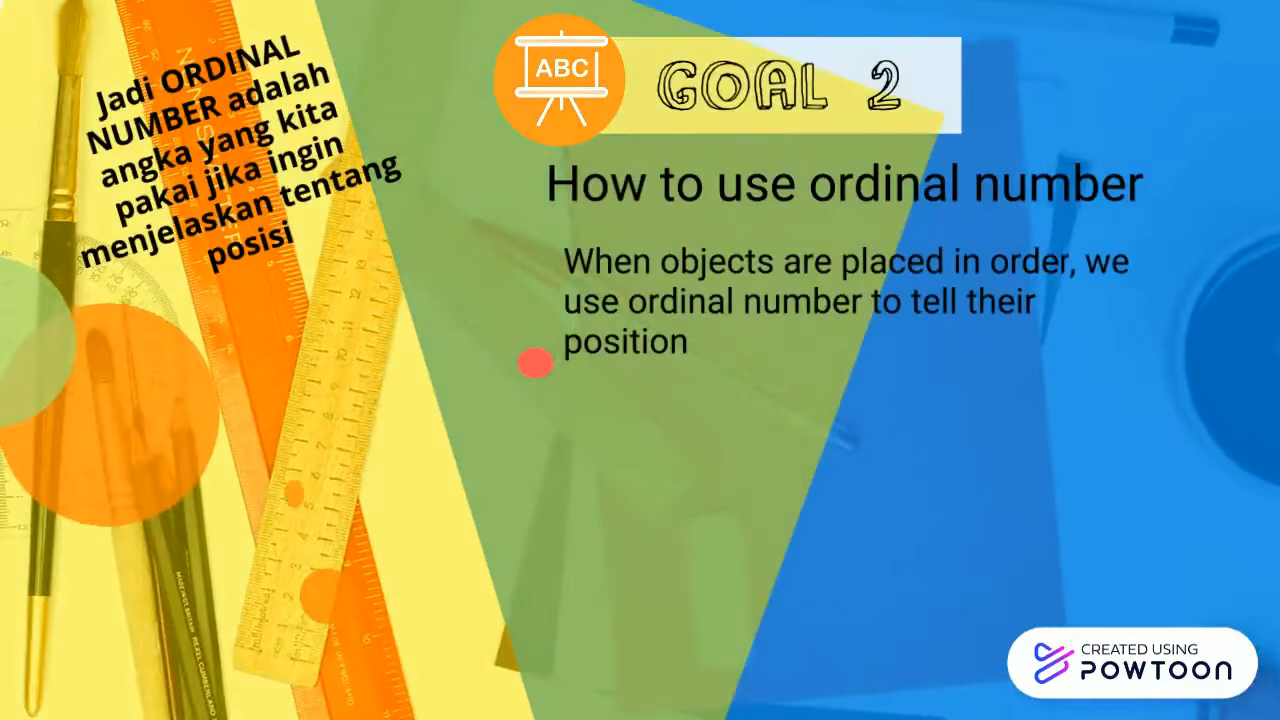 Jadi ORDINAL
NUMBER adalah
angka yang kita
pakai jika ingin
menjelaskan tentang
posisi
ABC
GOAL 2
How to use ordinal number
When objects are placed in order, we
use ordinal number to tell their
position
CREATED USING
POWTOON